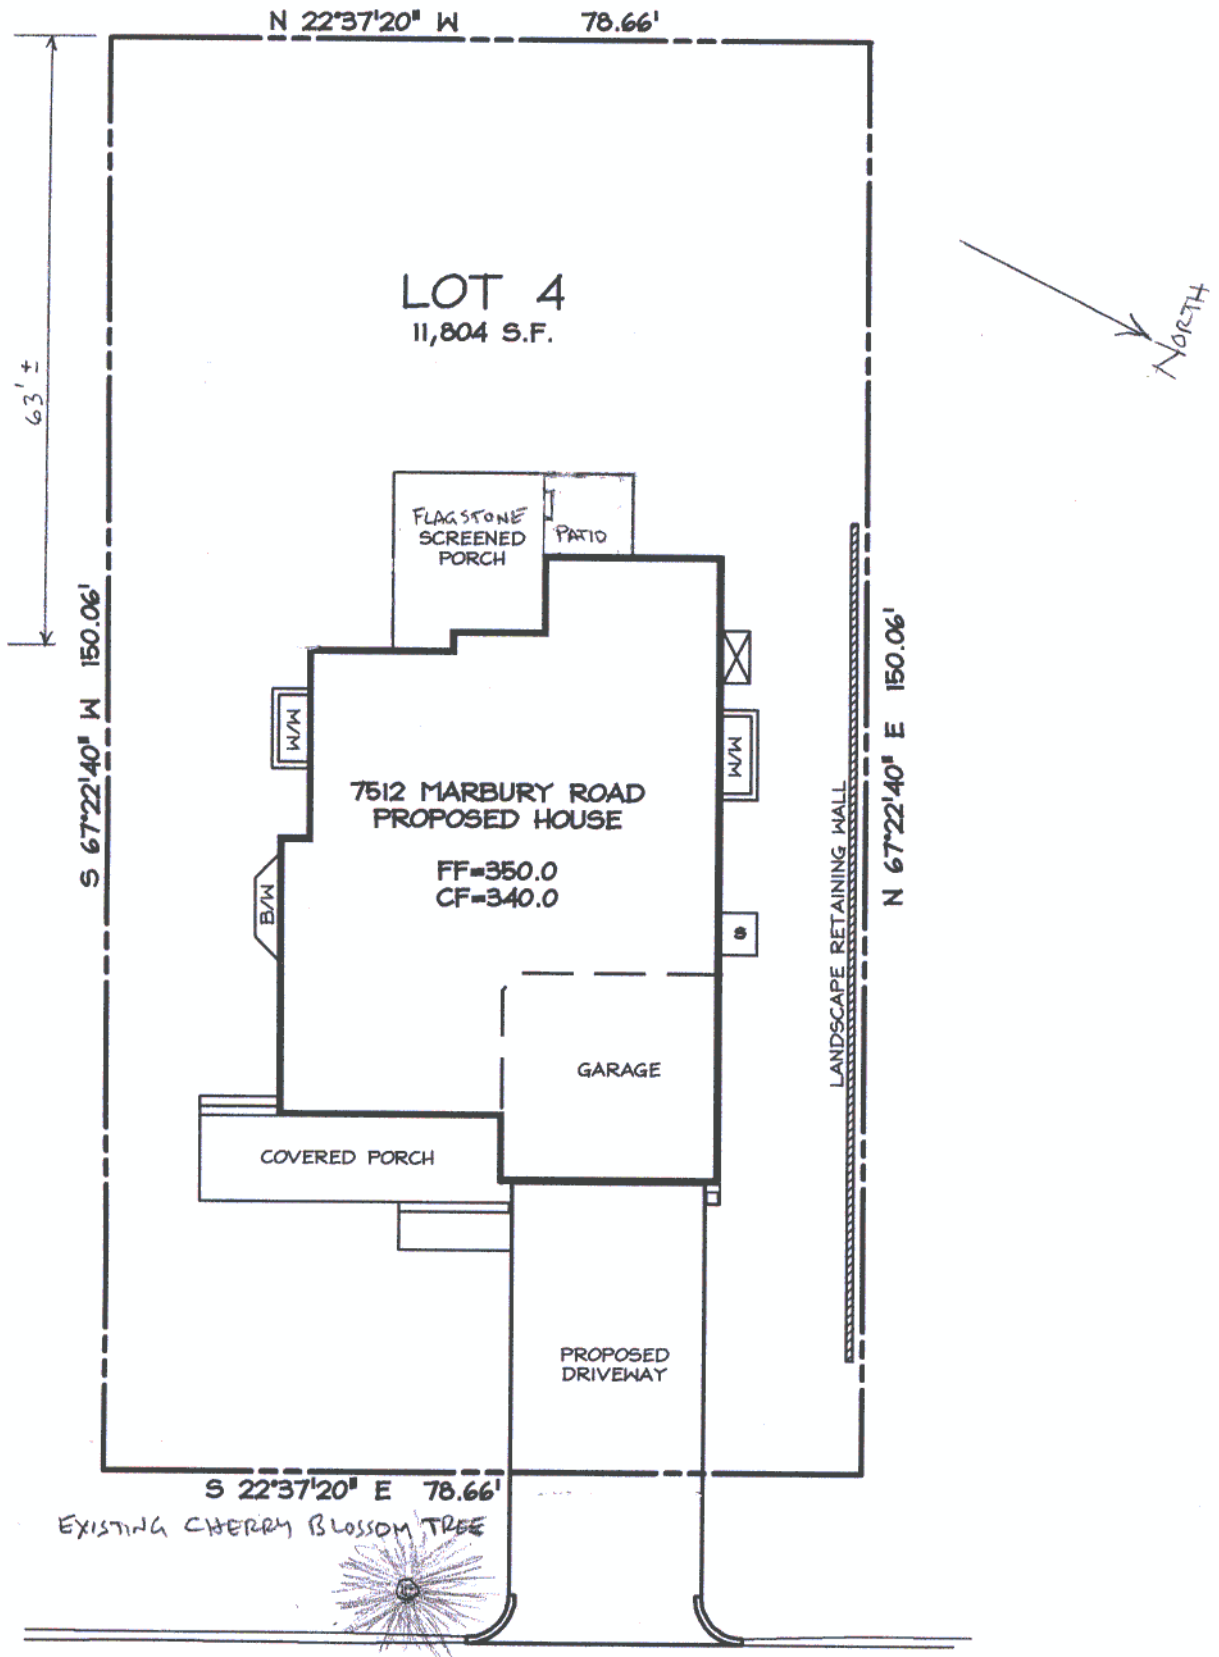 N 22°37'20" W 78.66'
63' ±
LOT 4
11,804 S.F.
NORTH
FLAGSTONE
SCREENED
PORCH
PATIO
S 67°22'40" W 150.06'
N 67°22'40" E 150.06'
M/M
M/M
7512 MARBURY ROAD
PROPOSED HOUSE
FF=350.0
CF=340.0
B/W
S
LANDSCAPE RETAINING WALL
GARAGE
COVERED PORCH
PROPOSED
DRIVEWAY
S 22°37'20" E 78.66'
EXISTING CHERRY BLOSSOM TREE